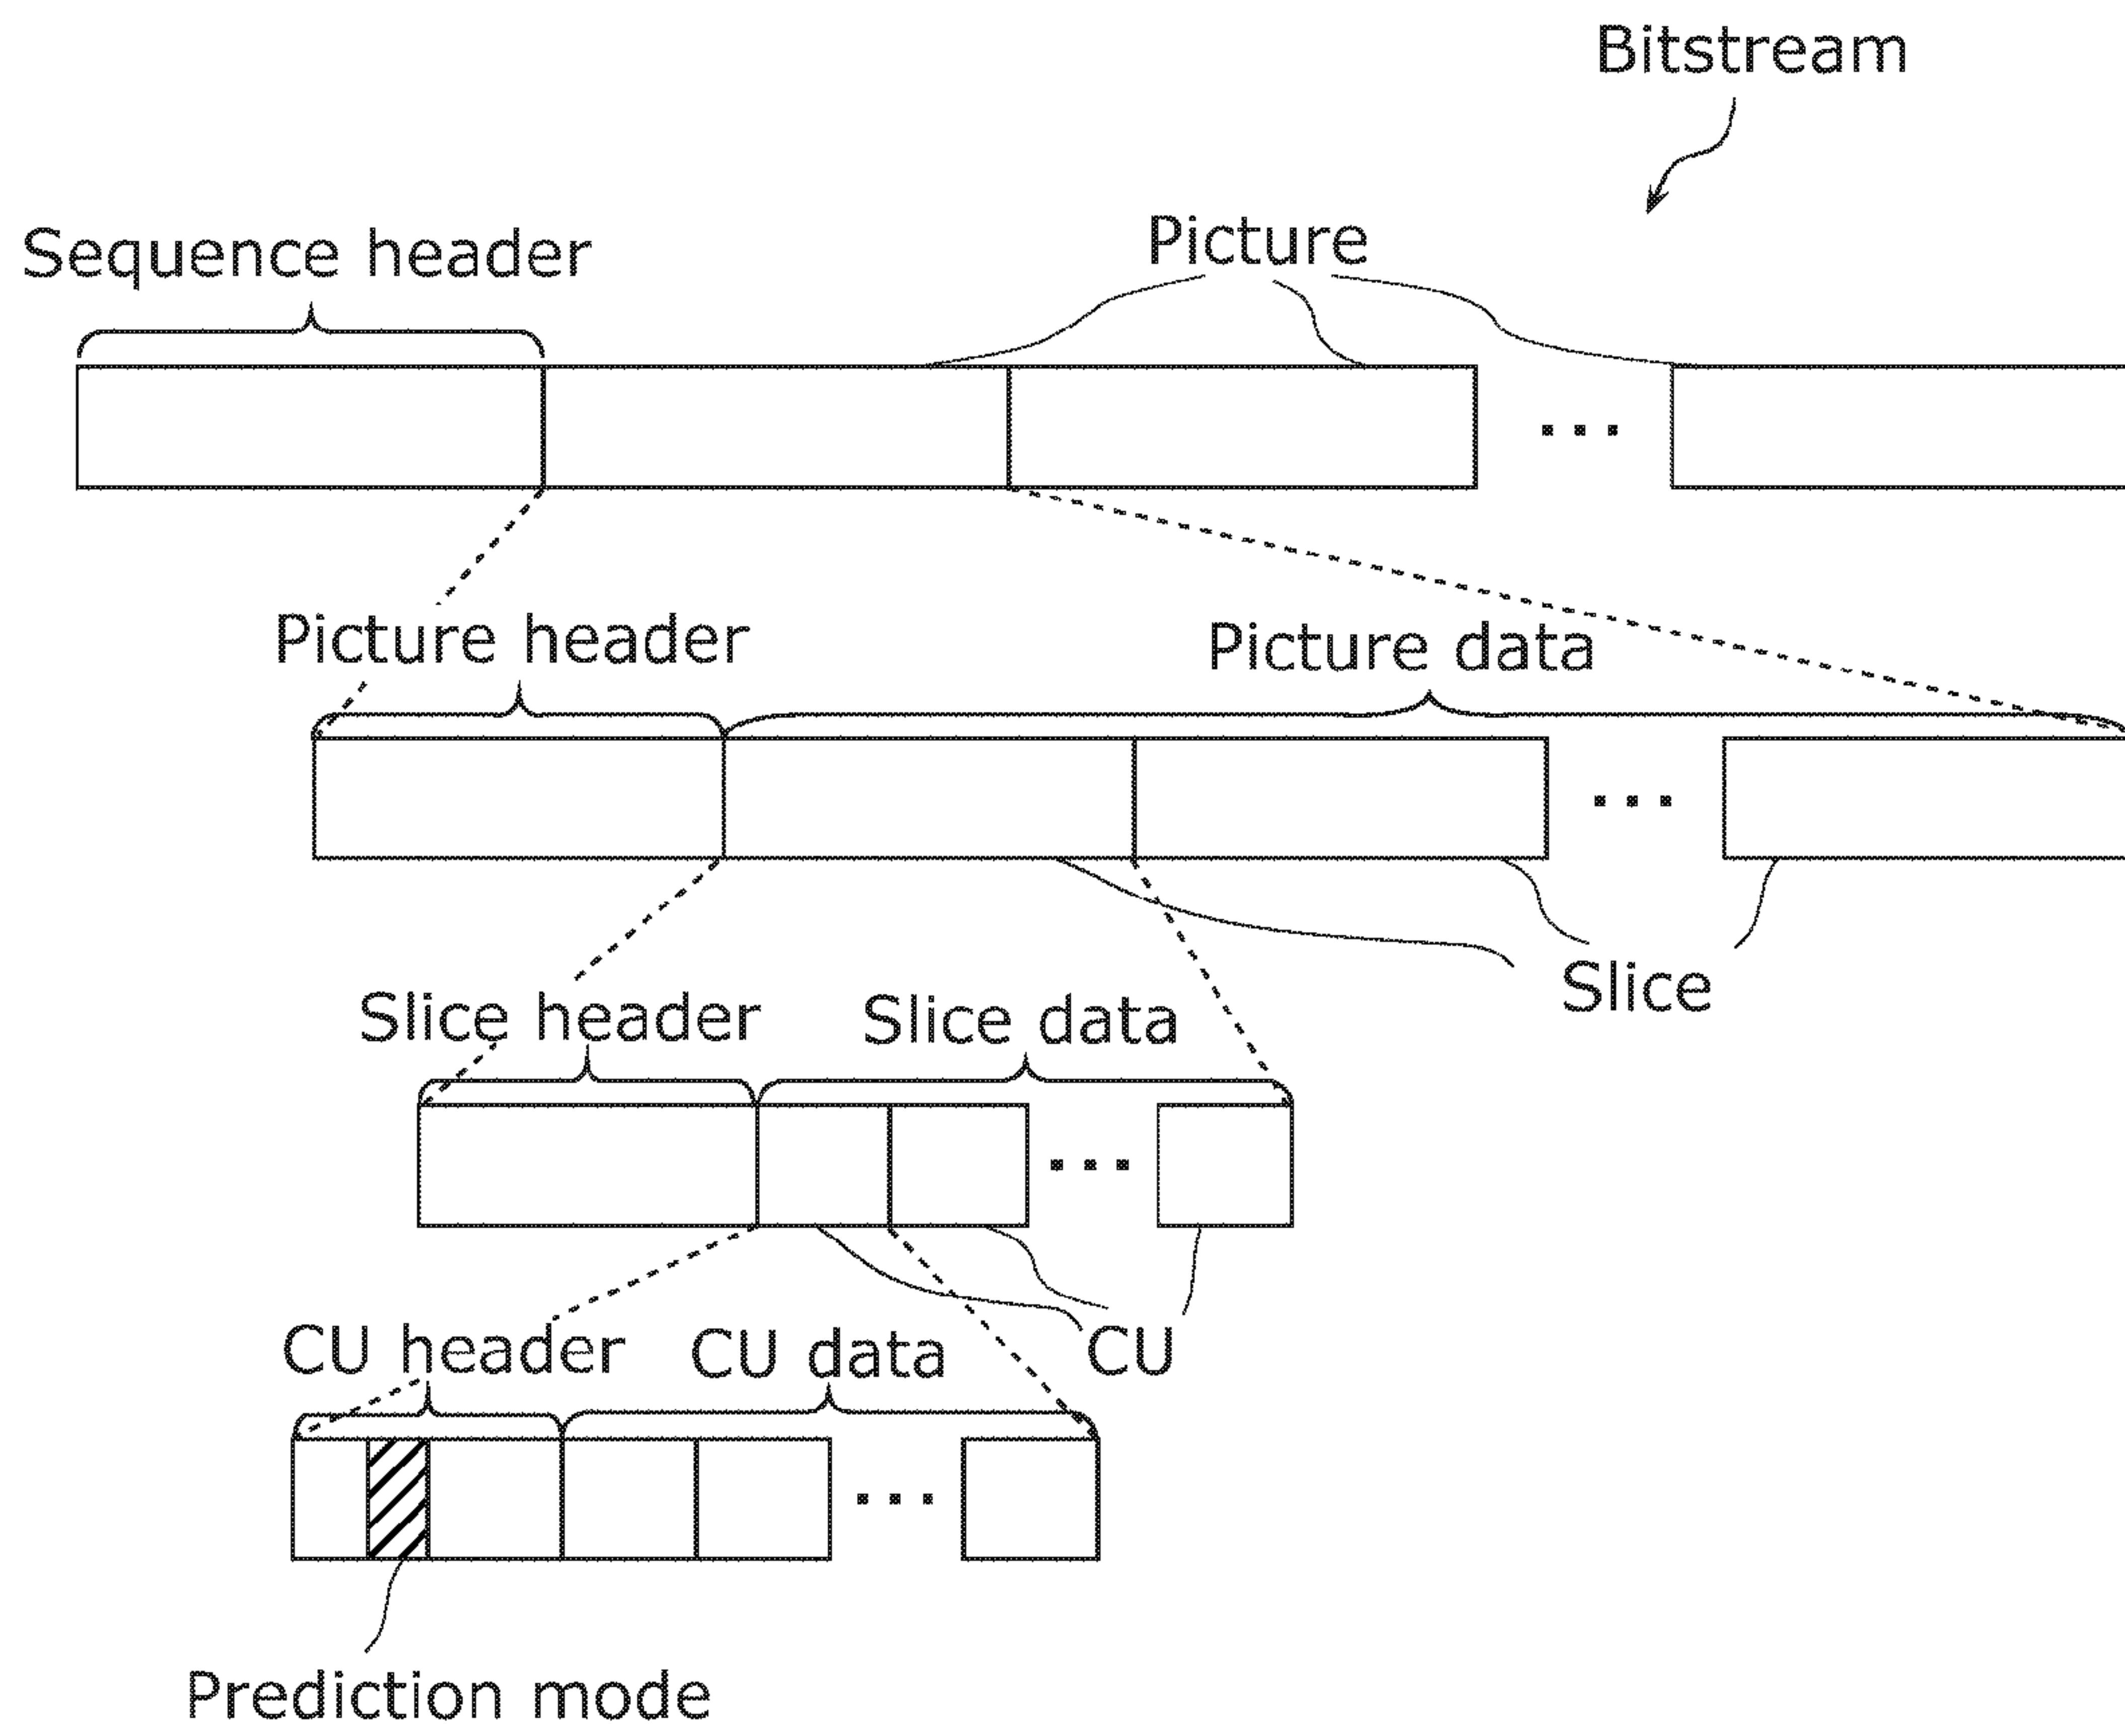 Bitstream
Sequence header
Picture
Picture header
Picture data
Slice
Slice header
Slice data
CU header
CU data
CU
Prediction mode